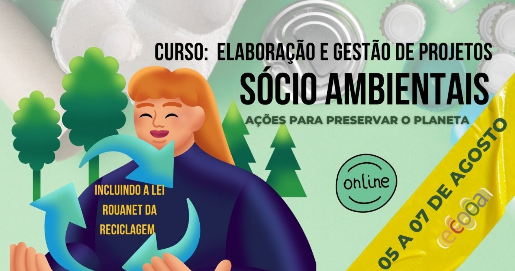 CURSO: ELABORAÇÃO E GESTÃO DE PROJETOS
SÓCIO AMBIENTAIS
AÇÕES PARA PRESERVAR O PLANETA
online
INCLUINDO A LEI
ROUANET DA
RECICLAGEM
05 A 07 DE AGOSTO